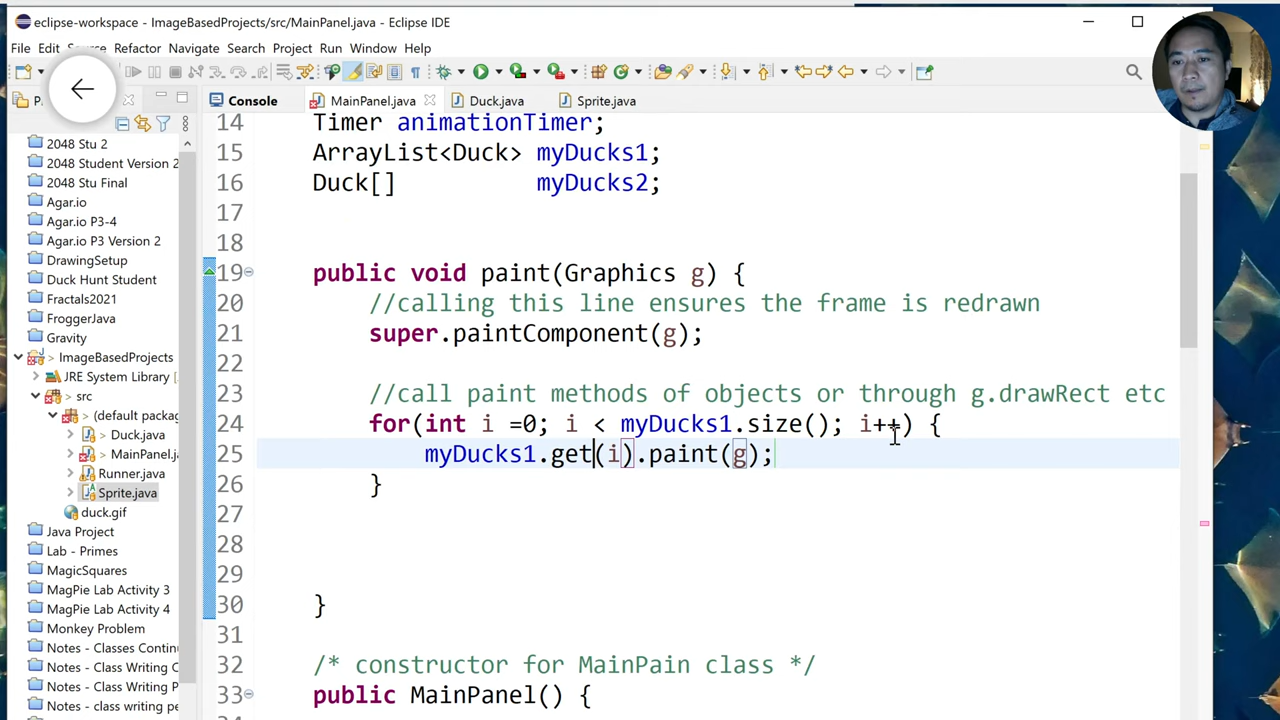 eclipse-workspace - ImageBasedProjects/src/MainPanel.java - Eclipse IDE
File Edit Source Refactor Navigate Search Project Run Window Help
P
Console MainPanel.java Duck.java Sprite.java
2048 Stu 2
2048 Student Version 2
2048 Stu Final
Agar.io
Agar.io P3-4
Agar.io P3 Version 2
DrawingSetup
Duck Hunt Student
Fractals2021
FroggerJava
Gravity
> ImageBasedProjects
JRE System Library
> src
(default packag
> Duck.java
> MainPanel.j
> Runner.java
> Sprite.java
duck.gif
Java Project
Lab - Primes
MagicSquares
MagPie Lab Activity 3
MagPie Lab Activity 4
Monkey Problem
Notes - Classes Contin
Notes - Class Writing C
Notes - Class Writing P
Notes - class writing pe
14 Timer animationTimer;
15 ArrayList<Duck> myDucks1;
16 Duck[] myDucks2;
17
18
19 public void paint(Graphics g) {
20 //calling this line ensures the frame is redrawn
21 super.paintComponent(g);
22
23 //call paint methods of objects or through g.drawRect etc
24 for(int i =0; i < myDucks1.size(); i++) {
25 myDucks1.get(i).paint(g);
26 }
27
28
29
30 }
31
32 /* constructor for MainPain class */
33 public MainPanel() {